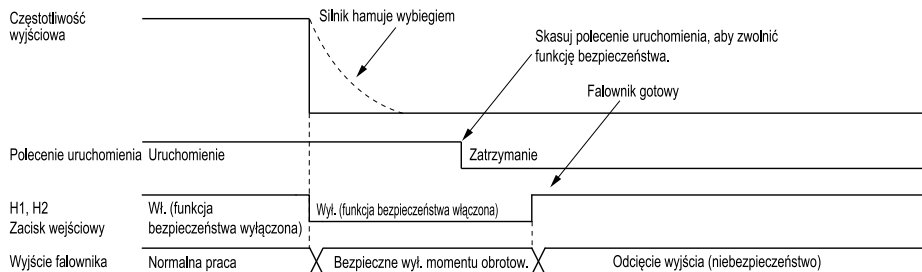 Częstotliwość
wyjściowa
Silnik hamuje wybiegiem
Skasuj polecenie uruchomienia, aby zwolnić
funkcję bezpieczeństwa.
Falownik gotowy
Polecenie uruchomienia
Uruchomienie
Zatrzymanie
H1, H2
Zacisk wejściowy
Wł. (funkcja
bezpieczeństwa wyłączona)
Wył. (funkcja bezpieczeństwa włączona)
Wyjście falownika
Normalna praca
Bezpieczne wył. momentu obrotow.
Odcięcie wyjścia (niebezpieczeństwo)